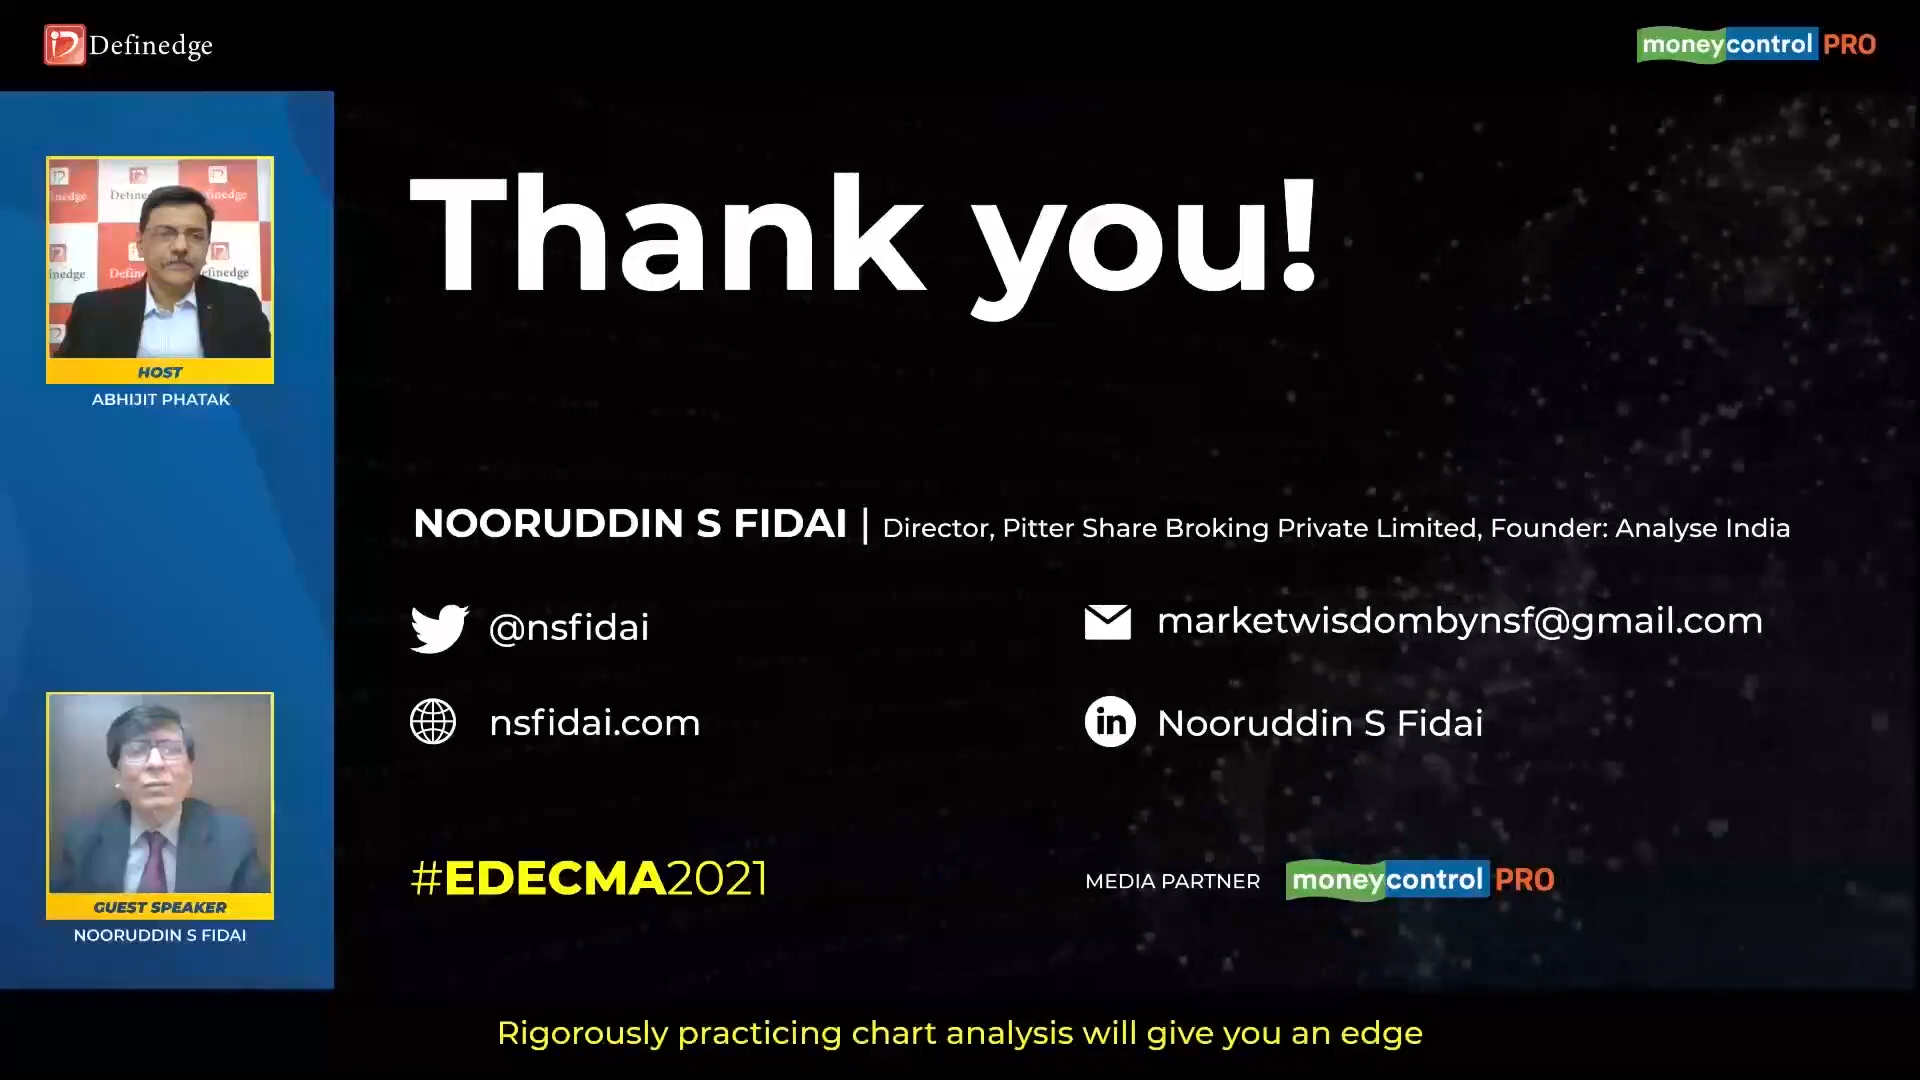 Definedge
moneycontrol PRO
Thank you!
HOST
ABHIJIT PHATAK
NOORUDDIN S FIDAI | Director, Pitter Share Broking Private Limited, Founder: Analyse India
@nsfidai
marketwisdombynsf@gmail.com
nsfidai.com
in Nooruddin S Fidai
#EDECMA2021
MEDIA PARTNER moneycontrol PRO
GUEST SPEAKER
NOORUDDIN S FIDAI
Rigorously practicing chart analysis will give you an edge